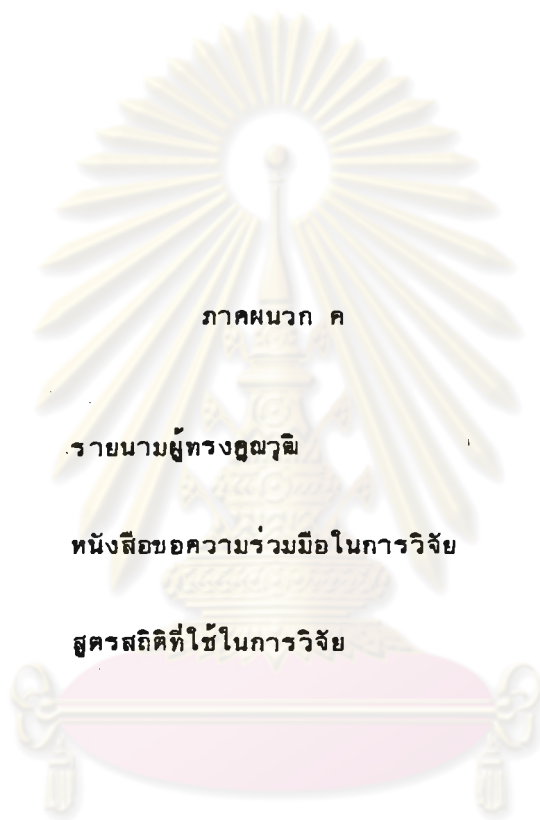 ภาคผนวก ค
รายนามผู้ทรงคุณวุฒิ
หนังสือขอความร่วมมือในการวิจัย
สูตรสถิติที่ใช้ในการวิจัย